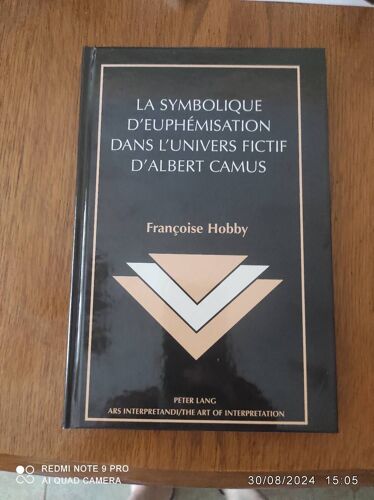 LA SYMBOLIQUE
D'EUPHÉMISATION
DANS L'UNIVERS FICTIF
D'ALBERT CAMUS
Françoise Hobby
PETER LANG
ARS INTERPRETANDI/THE ART OF INTERPRETATION
REDMI NOTE 9 PRO
AI QUAD CAMERA
30/08/2024 15:05